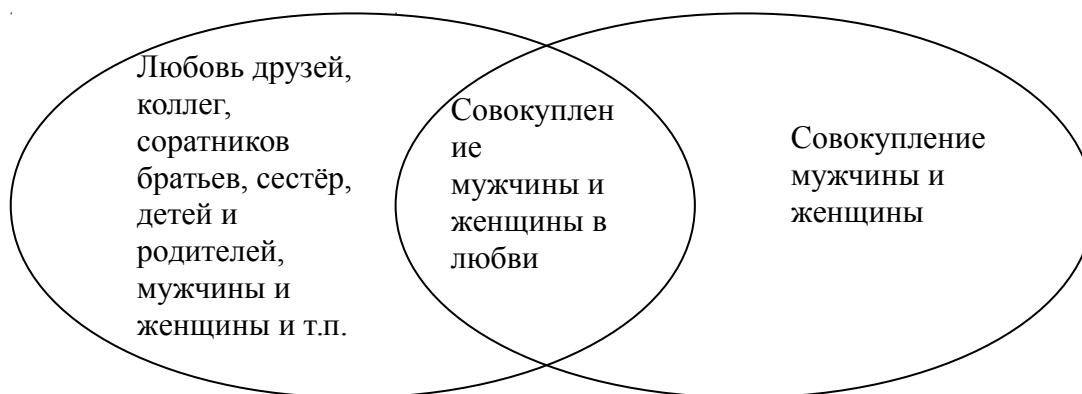 Любовь друзей,
коллег,
соратников
братьев, сестёр,
детей и
родителей,
мужчины и
женщины и т.п.
Совокуплен
ие
мужчины и
женщины в
любви
Совокупление
мужчины и
женщины